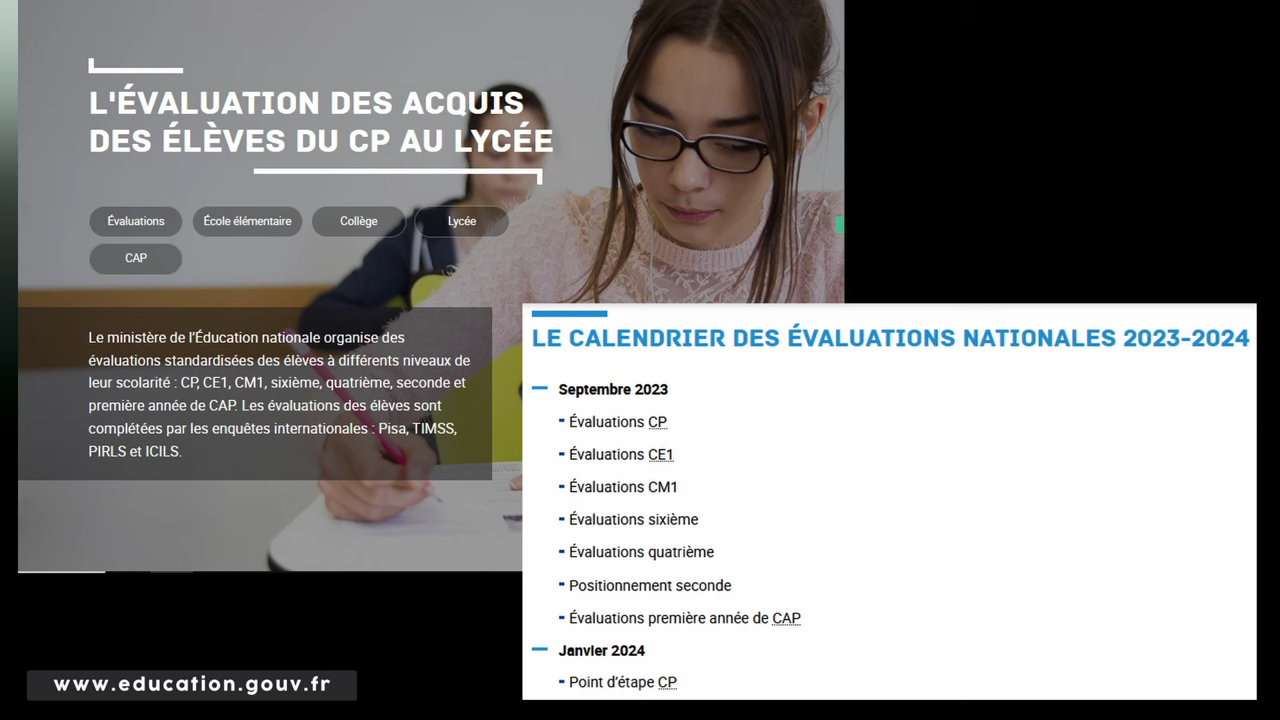 L'ÉVALUATION DES ACQUIS
DES ÉLÈVES DU CP AU LYCÉE
Évaluations
École élémentaire
Collège
Lycée
CAP
Le ministère de l'Éducation nationale organise des
évaluations standardisées des élèves à différents niveaux de
leur scolarité : CP, CE1, CM1, sixième, quatrième, seconde et
première année de CAP. Les évaluations des élèves sont
complétées par les enquêtes internationales : Pisa, TIMSS,
PIRLS et ICILS.
LE CALENDRIER DES ÉVALUATIONS NATIONALES 2023-2024
Septembre 2023
- Évaluations CP
- Évaluations CE1
- Évaluations CM1
- Évaluations sixième
- Évaluations quatrième
- Positionnement seconde
- Évaluations première année de CAP
Janvier 2024
- Point d'étape CP
www.education.gouv.fr